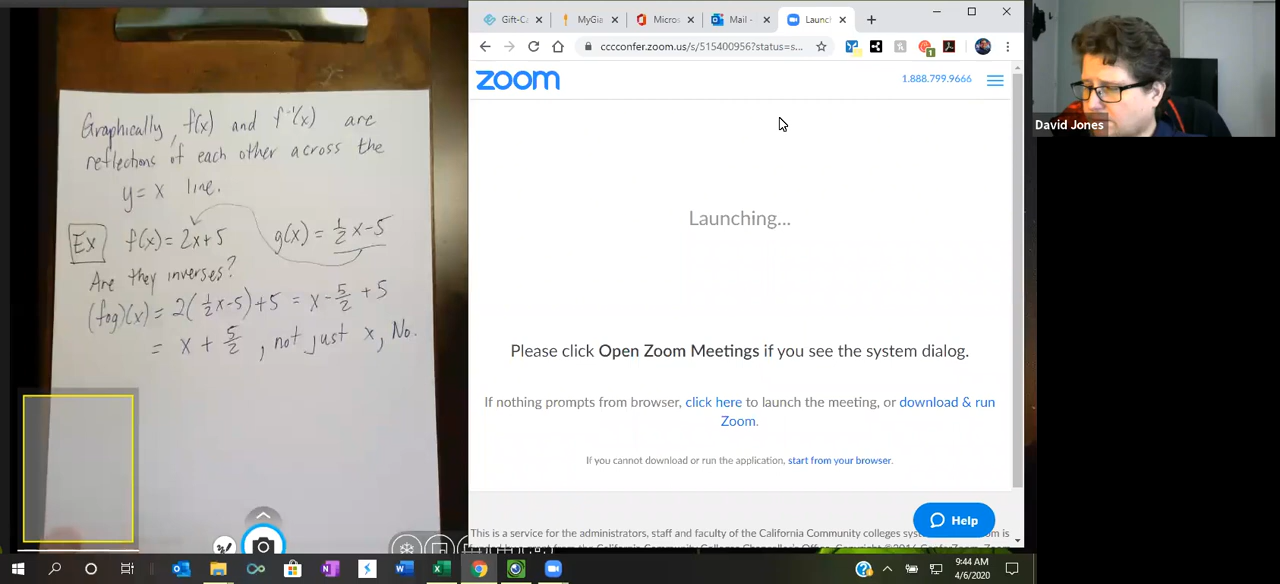 Graphically, f(x) and f⁻¹(x) are
reflections of each other across the
y = x line.
Ex f(x) = 2x+5 g(x) = 1/2 x-5
Are they inverses?
(fog)(x) = 2(1/2 x-5)+5 = x - 5/2 + 5
= x + 5/2, not just x, No.
Gift-C
MyGia
Micros
Mail -
Launc
cccconfer.zoom.us/s/515400956?status=s...
zoom
1.888.799.9666
Launching...
Please click Open Zoom Meetings if you see the system dialog.
If nothing prompts from browser, click here to launch the meeting, or download & run
Zoom.
If you cannot download or run the application, start from your browser.
Help
This is a service for the administrators, staff and faculty of the California Community colleges
David Jones
9:44 AM
4/6/2020